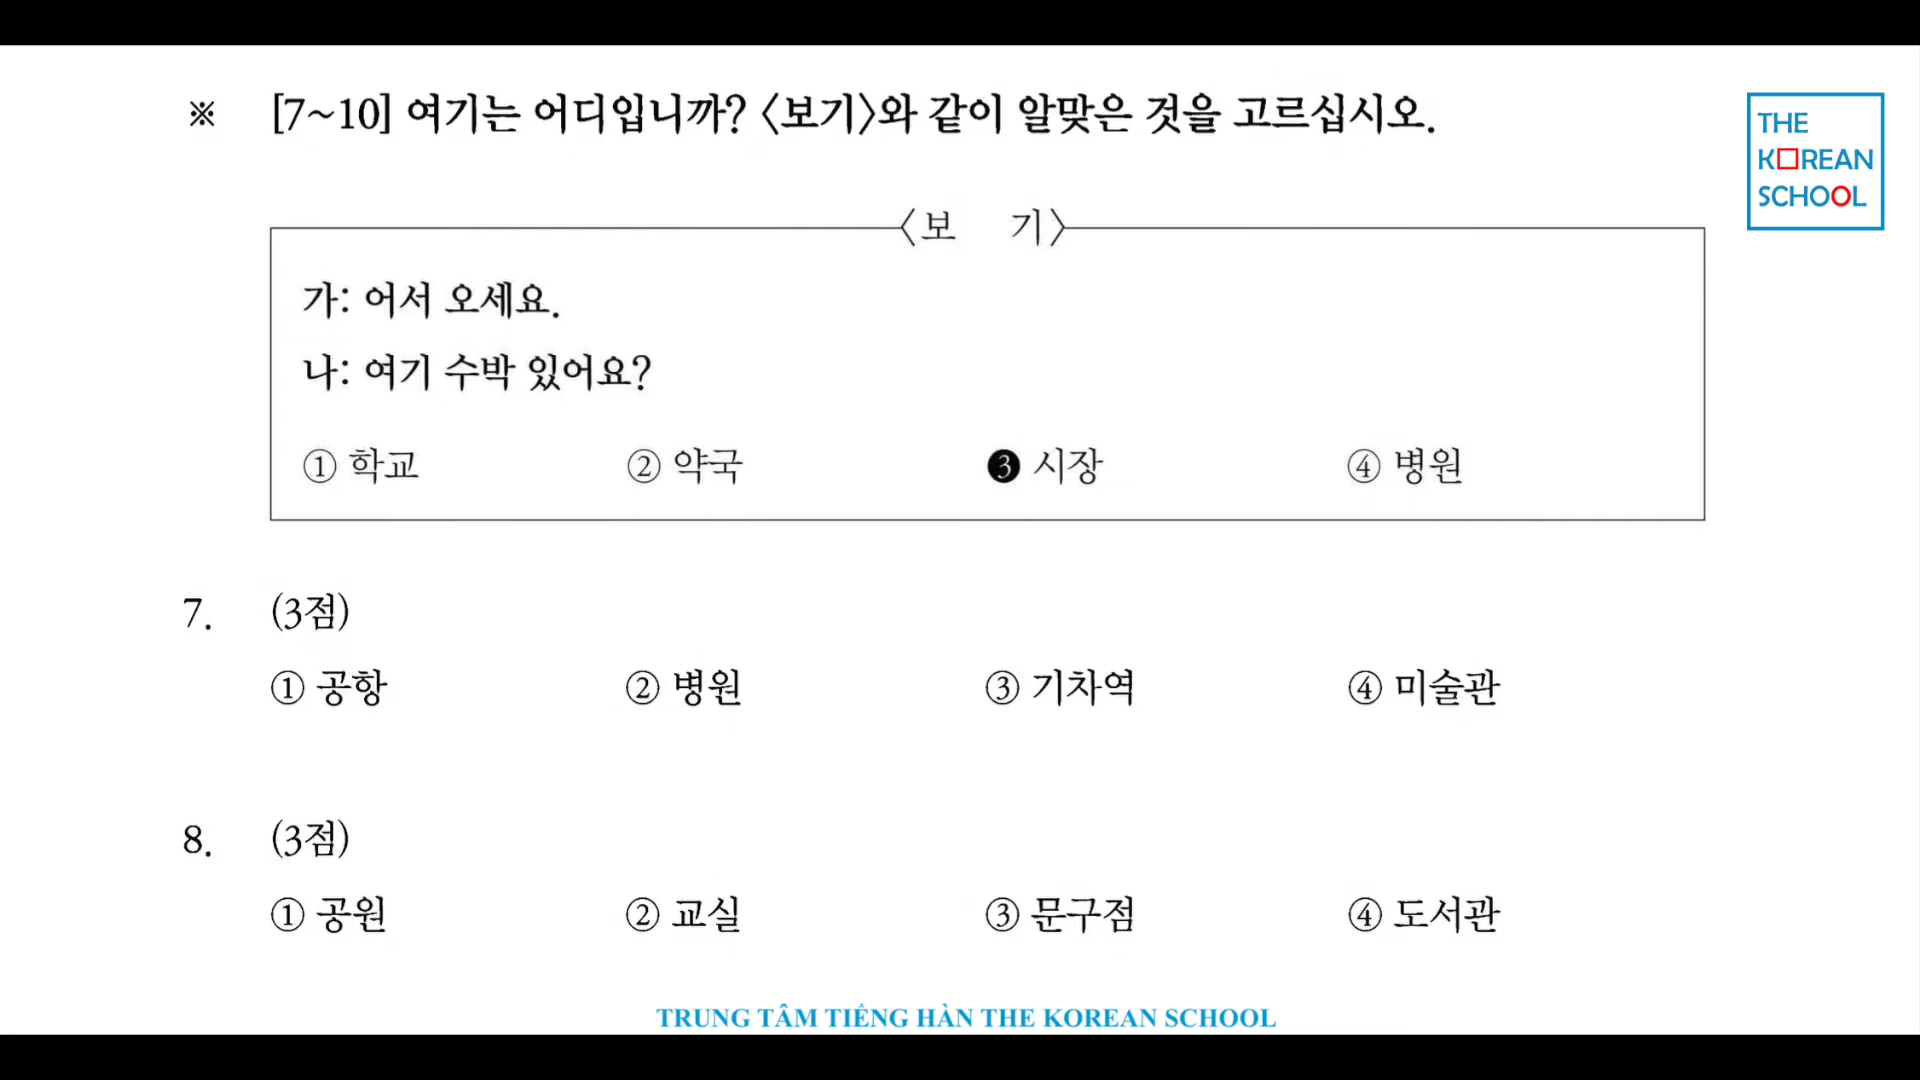 ※ [7~10] 여기는 어디입니까? 〈보기〉와 같이 알맞은 것을 고르십시오.
THE
KOREAN
SCHOOL
〈보 기〉
가: 어서 오세요.
나: 여기 수박 있어요?
① 학교 ② 약국 ❸ 시장 ④ 병원
7. (3점)
① 공항 ② 병원 ③ 기차역 ④ 미술관
8. (3점)
① 공원 ② 교실 ③ 문구점 ④ 도서관
TRUNG TÂM TIẾNG HÀN THE KOREAN SCHOOL